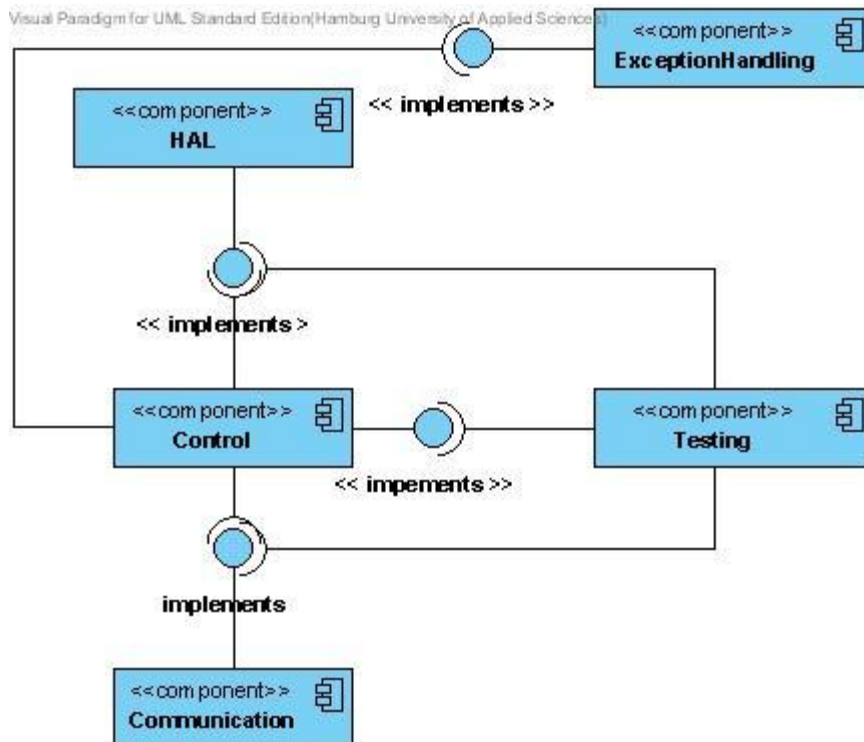 Visual Paradigm for UML Standard Edition(Hamburg University of Applied Sciences)
<<component>>
ExceptionHandling
<< implements >>
<<component>>
HAL
<< implements >
<<component>>
Control
<<component>>
Testing
<< impements >>
implements
<<component>>
Communication